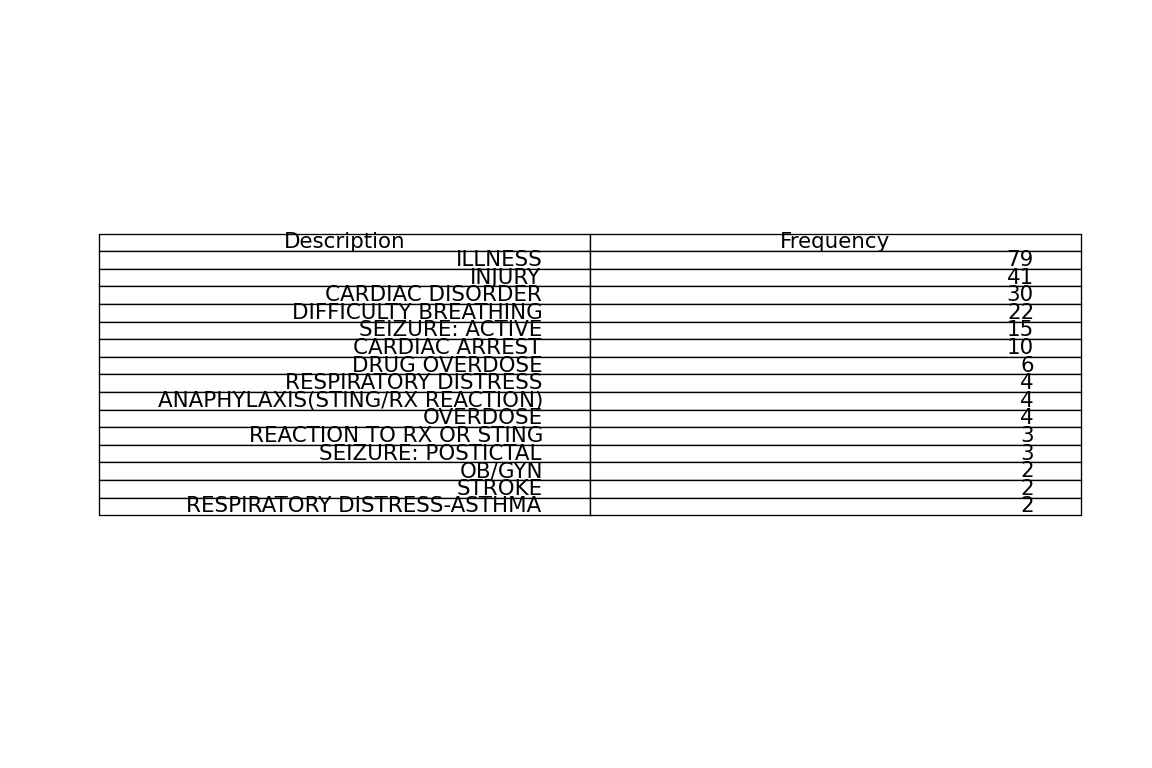 Description Frequency
ILLNESS 79
INJURY 41
CARDIAC DISORDER 30
DIFFICULTY BREATHING 22
SEIZURE: ACTIVE 15
CARDIAC ARREST 10
DRUG OVERDOSE 6
RESPIRATORY DISTRESS 4
ANAPHYLAXIS(STING/RX REACTION) 4
OVERDOSE 4
REACTION TO RX OR STING 3
SEIZURE: POSTICTAL 3
OB/GYN 2
STROKE 2
RESPIRATORY DISTRESS-ASTHMA 2